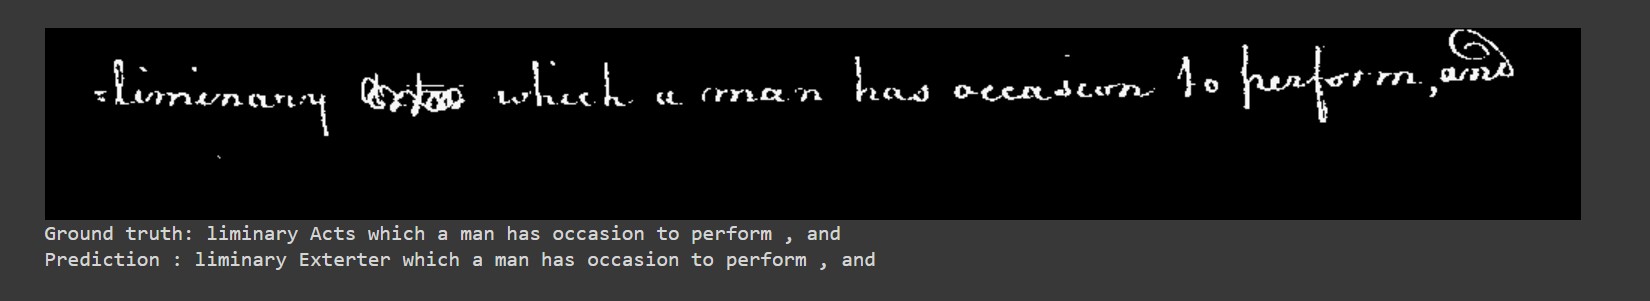 =liminary which a man has occasion to perform, and
Ground truth: liminary Acts which a man has occasion to perform , and
Prediction : liminary Exterter which a man has occasion to perform , and